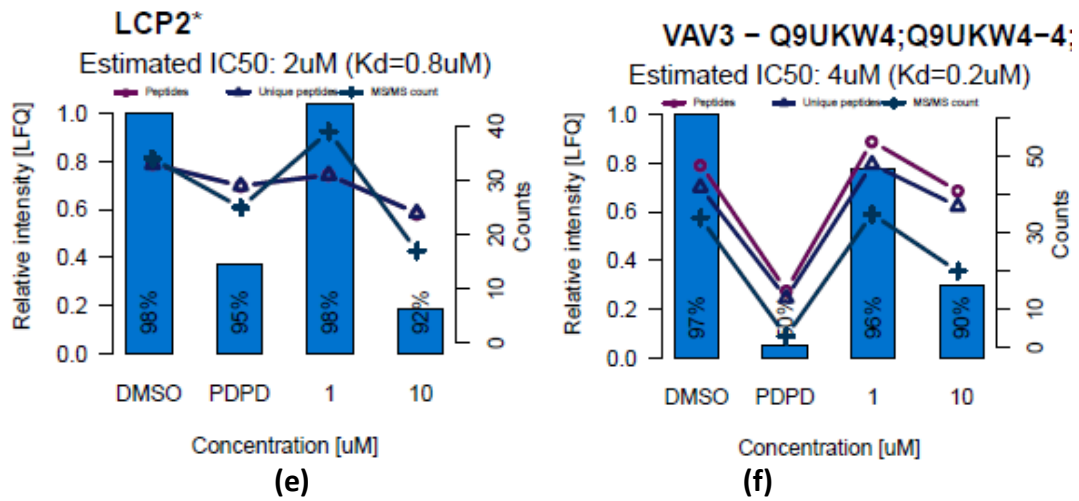 LCP2*
Estimated IC50: 2uM (Kd=0.8uM)
Peptides Unique peptides MS/MS count
Relative intensity [LFQ]
1.0
0.8
0.6
0.4
0.2
0.0
98%
95%
98%
92%
40
30
20
10
0
Counts
DMSO PDPD 1 10
Concentration [uM]
(e)
VAV3 − Q9UKW4;Q9UKW4−4;
Estimated IC50: 4uM (Kd=0.2uM)
Peptides Unique peptides MS/MS count
Relative intensity [LFQ]
1.0
0.8
0.6
0.4
0.2
0.0
97%
96%
90%
50
30
10
0
Counts
DMSO PDPD 1 10
Concentration [uM]
(f)